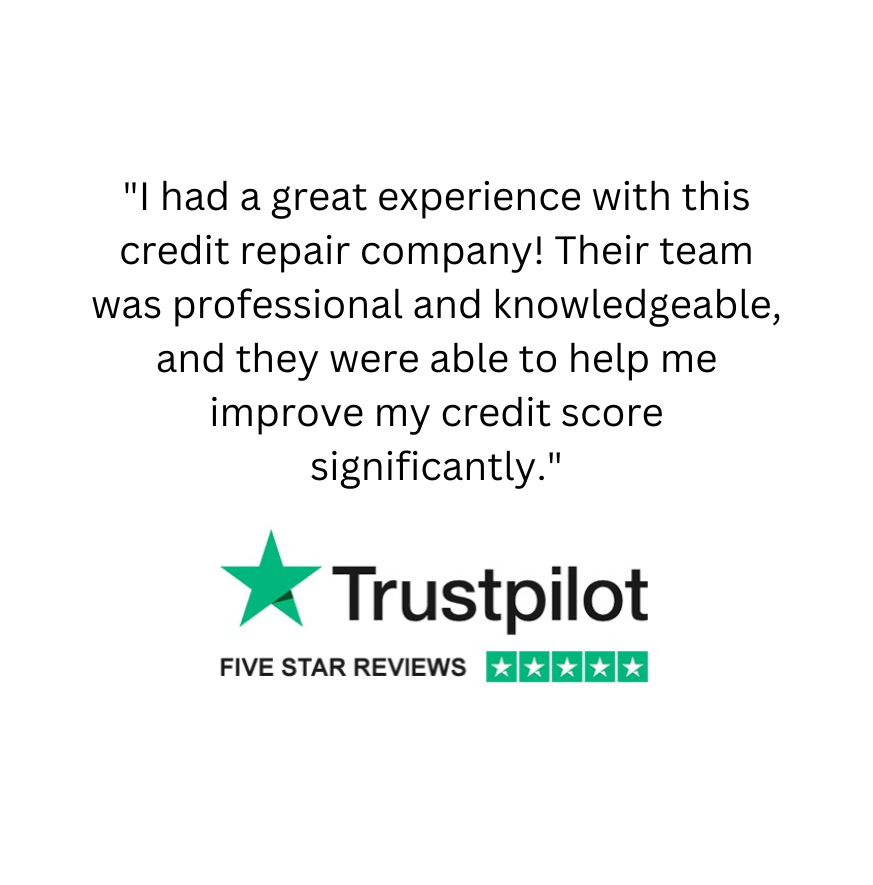 "I had a great experience with this
credit repair company! Their team
was professional and knowledgeable,
and they were able to help me
improve my credit score
significantly."
Trustpilot
FIVE STAR REVIEWS